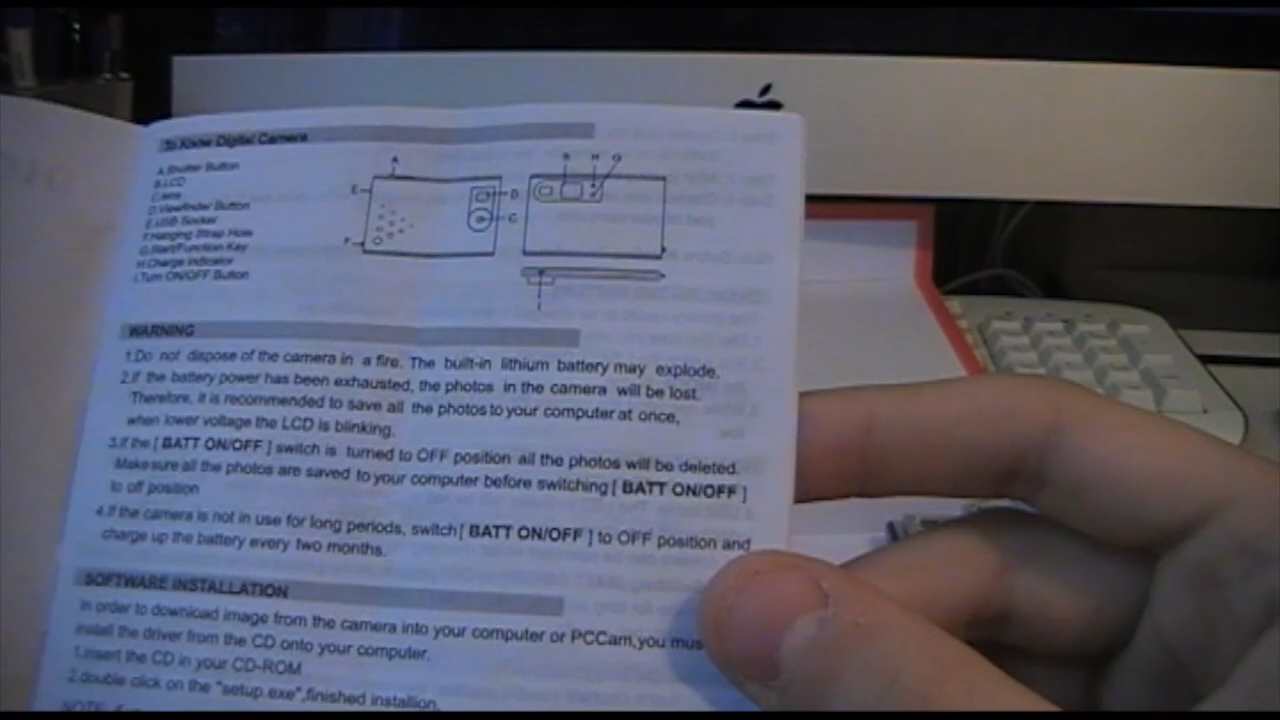 To Know Digital Camera
A.Shutter Button
B.LCD
C.lens
D.Viewfinder Button
E.USB Socket
F.Hanging Strap Hole
G.Start/Function Key
H.Charge indicator
I.Turn ON/OFF Button
A
E
D
C
F
B H G
I
WARNING
1.Do not dispose of the camera in a fire. The built-in lithium battery may explode.
2.If the battery power has been exhausted, the photos in the camera will be lost.
Therefore, it is recommended to save all the photos to your computer at once,
when lower voltage the LCD is blinking.
3.If the [ BATT ON/OFF ] switch is turned to OFF position all the photos will be deleted.
Make sure all the photos are saved to your computer before switching [ BATT ON/OFF ]
to off position
4.If the camera is not in use for long periods, switch [ BATT ON/OFF ] to OFF position and
charge up the battery every two months.
SOFTWARE INSTALLATION
In order to download image from the camera into your computer or PCCam,you mus
install the driver from the CD onto your computer.
1.insert the CD in your CD-ROM
2.double click on the "setup.exe",finished installion.
NOTE: